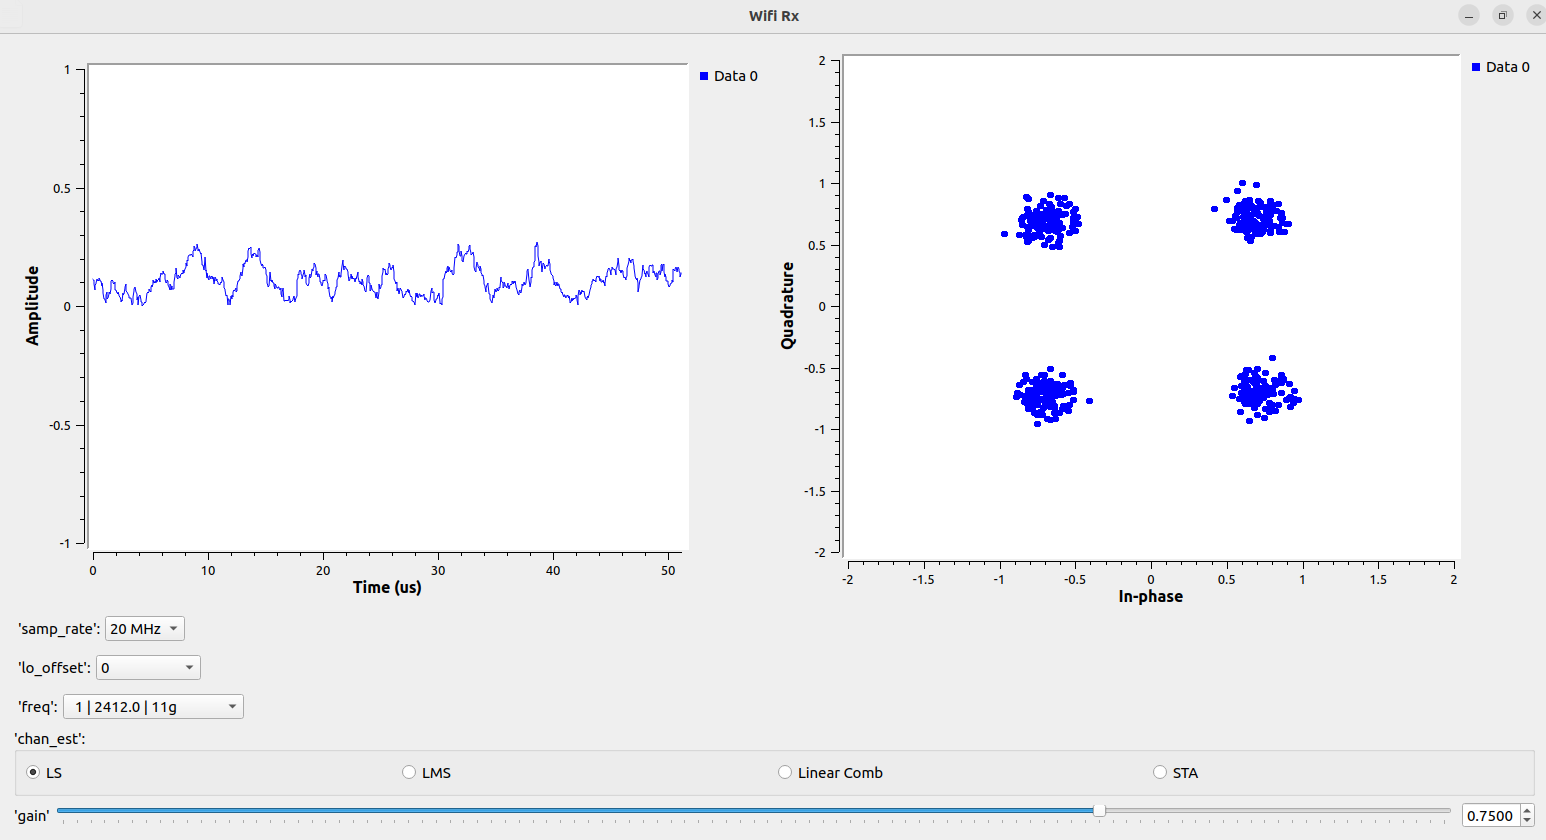 Wifi Rx
1
0.5
0
-0.5
-1
Amplitude
0 10 20 30 40 50
Time (us)
Data 0
2
1.5
1
0.5
0
-0.5
-1
-1.5
-2
Quadrature
-2 -1.5 -1 -0.5 0 0.5 1 1.5 2
In-phase
Data 0
'samp_rate': 20 MHz
'lo_offset': 0
'freq': 1 | 2412.0 | 11g
'chan_est':
LS LMS Linear Comb STA
'gain' 0.7500